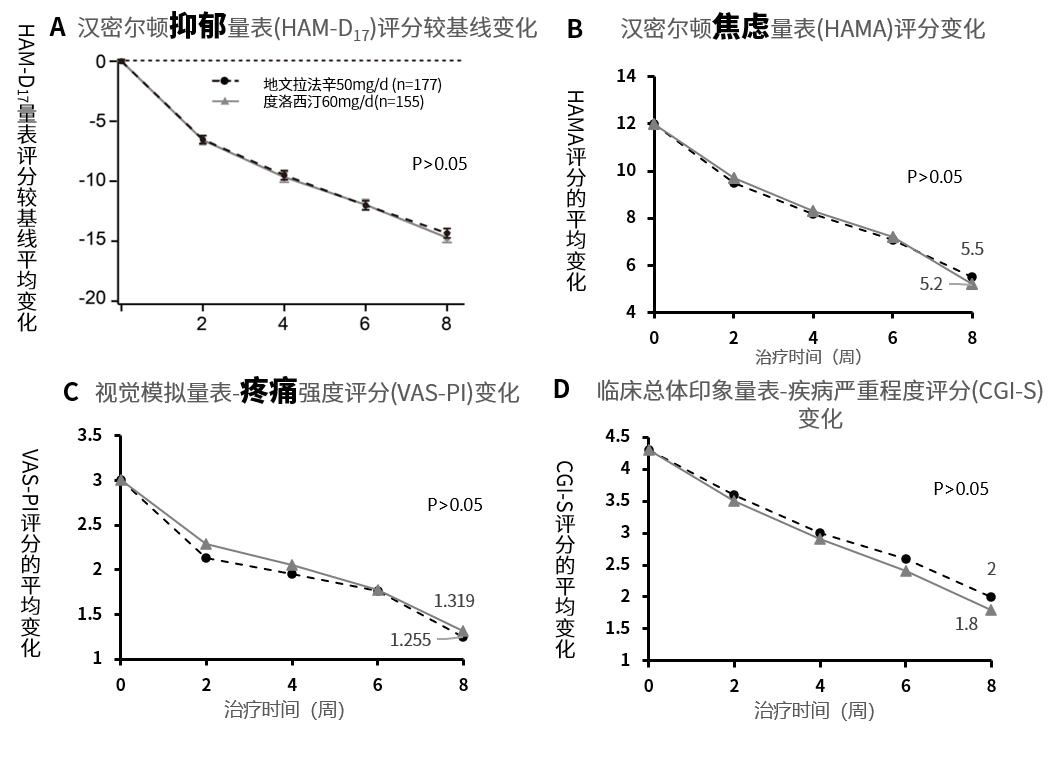 A 汉密尔顿抑郁量表(HAM-D17)评分较基线变化
HAM-D17量表评分较基线平均变化
0
-5
-10
-15
-20
地文拉法辛50mg/d (n=177)
度洛西汀60mg/d(n=155)
P>0.05
2 4 6 8
B 汉密尔顿焦虑量表(HAMA)评分变化
HAMA评分的平均变化
14
12
10
8
6
4
P>0.05
5.5
5.2
0 2 4 6 8
治疗时间（周）
C 视觉模拟量表-疼痛强度评分(VAS-PI)变化
VAS-PI评分的平均变化
3.5
3
2.5
2
1.5
1
P>0.05
1.319
1.255
0 2 4 6 8
治疗时间（周)
D 临床总体印象量表-疾病严重程度评分(CGI-S)
变化
CGI-S评分的平均变化
4.5
4
3.5
3
2.5
2
1.5
1
P>0.05
2
1.8
0 2 4 6 8
治疗时间（周)